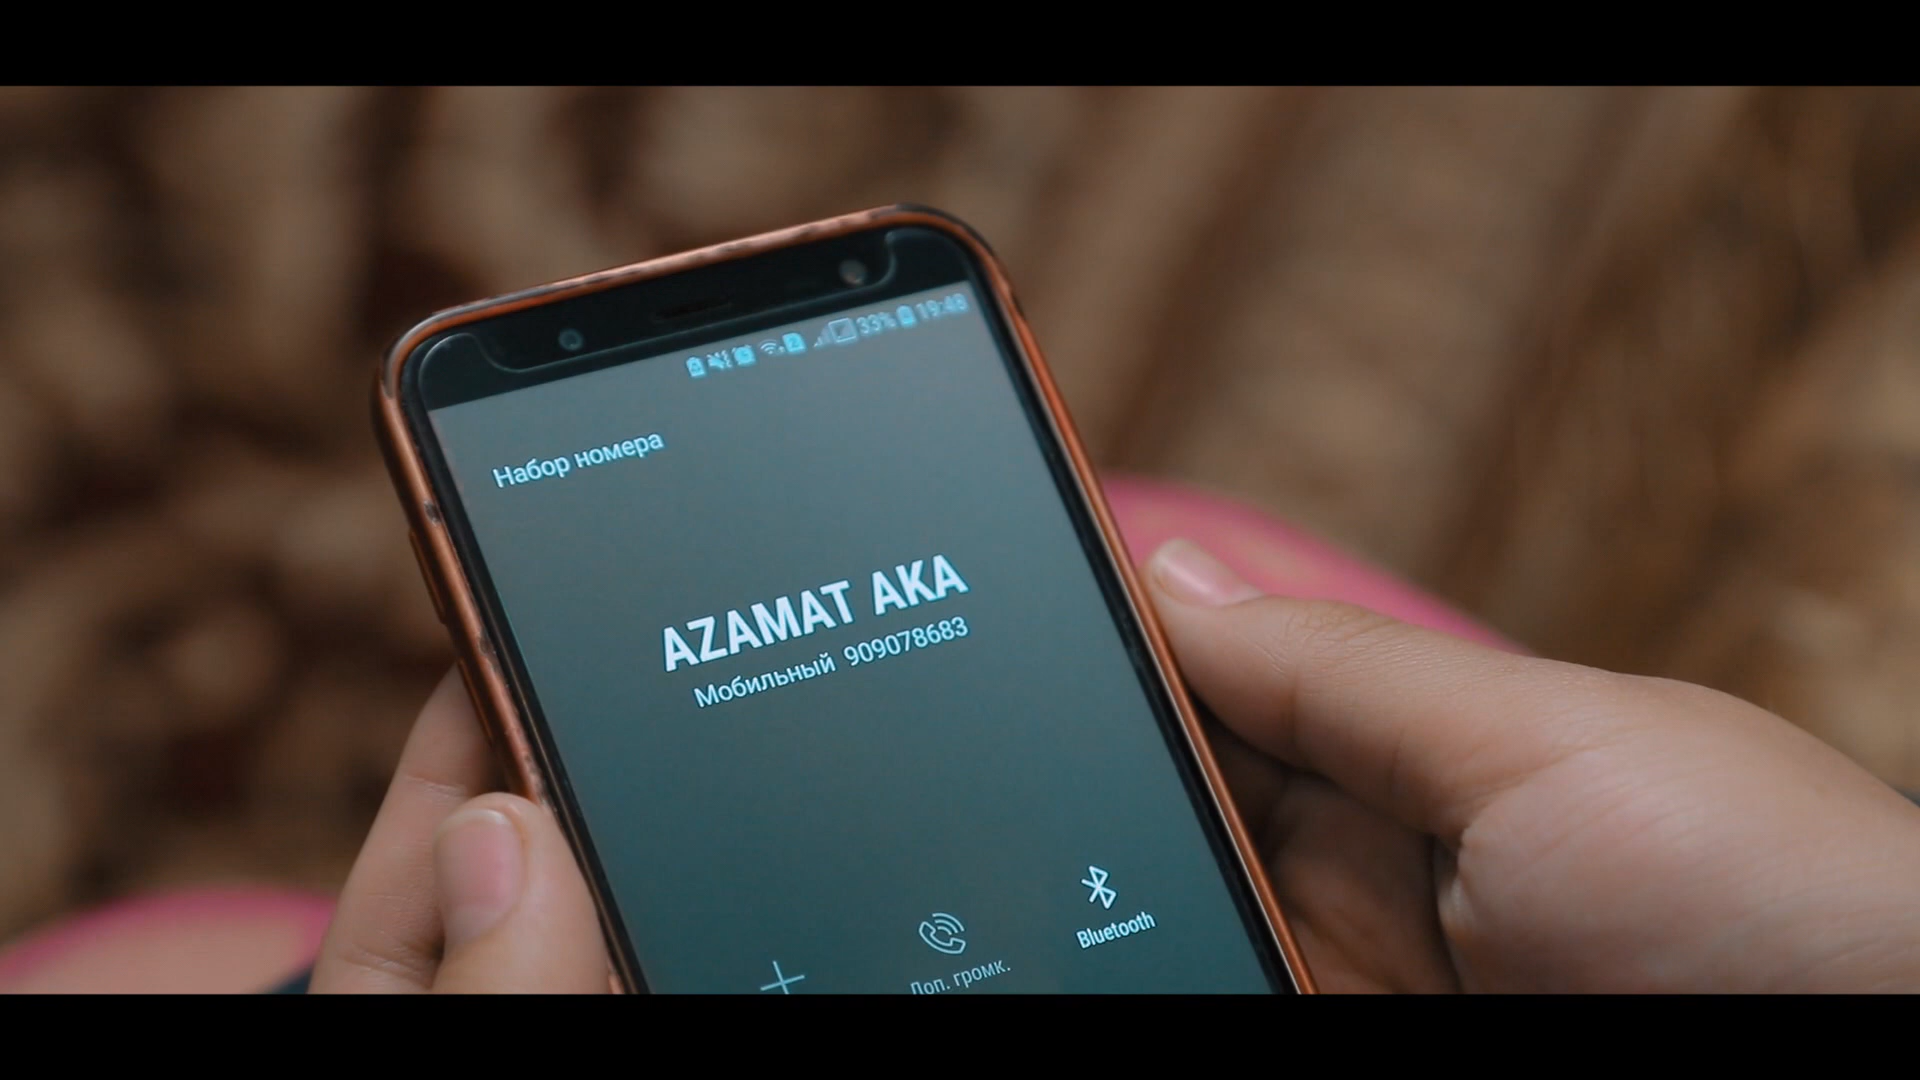 33% 19:48
Набор номера
AZAMAT AKA
Мобильный 909078683
Bluetooth
Доп. громк.